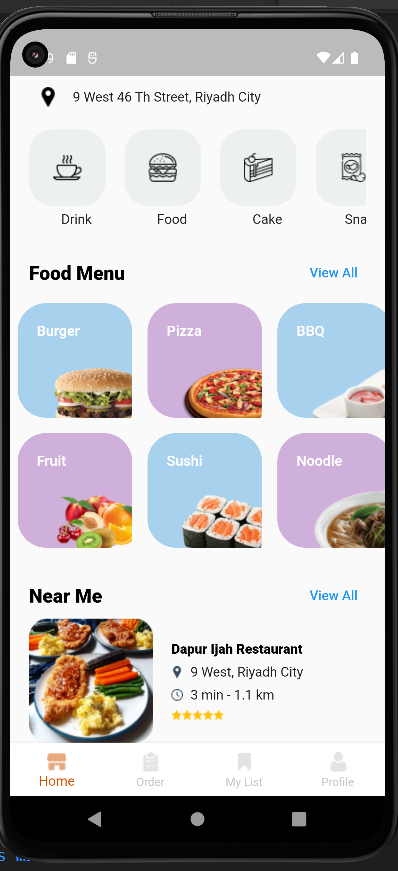 9 West 46 Th Street, Riyadh City
Drink Food Cake Sna
Food Menu View All
Burger Pizza BBQ
Fruit Sushi Noodle
Near Me View All
Dapur Ijah Restaurant
9 West, Riyadh City
3 min - 1.1 km
Home Order My List Profile